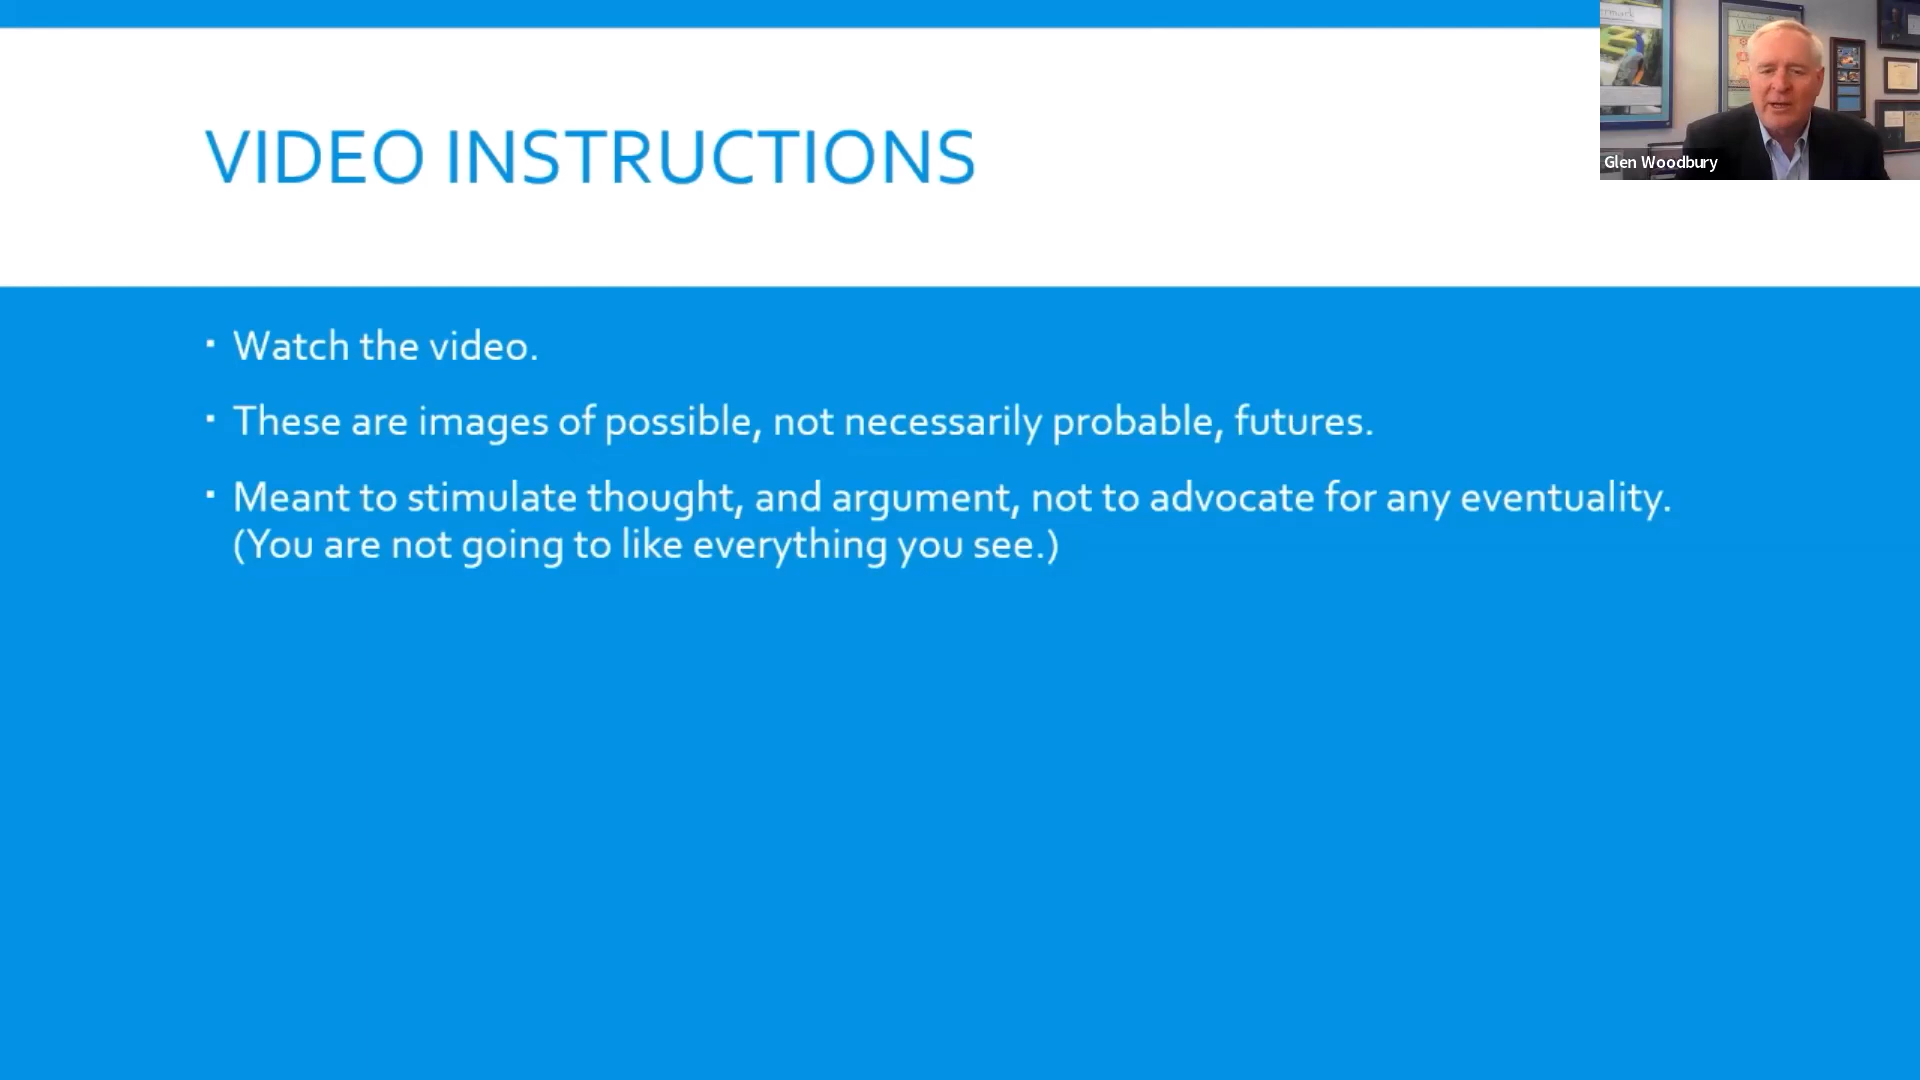 VIDEO INSTRUCTIONS
▪ Watch the video.
▪ These are images of possible, not necessarily probable, futures.
▪ Meant to stimulate thought, and argument, not to advocate for any eventuality.
(You are not going to like everything you see.)
Glen Woodbury